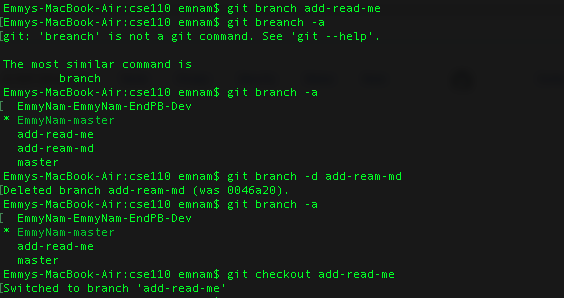 Emmys-MacBook-Air:cse110 emnam$ git branch add-read-me
Emmys-MacBook-Air:cse110 emnam$ git breanch -a
[git: 'breanch' is not a git command. See 'git --help'.
The most similar command is
branch
Emmys-MacBook-Air:cse110 emnam$ git branch -a
[ EmmyNam-EmmyNam-EndPB-Dev
* EmmyNam-master
add-read-me
add-ream-md
master
Emmys-MacBook-Air:cse110 emnam$ git branch -d add-ream-md
[Deleted branch add-ream-md (was 0046a20).
Emmys-MacBook-Air:cse110 emnam$ git branch -a
[ EmmyNam-EmmyNam-EndPB-Dev
* EmmyNam-master
add-read-me
master
Emmys-MacBook-Air:cse110 emnam$ git checkout add-read-me
[Switched to branch 'add-read-me'